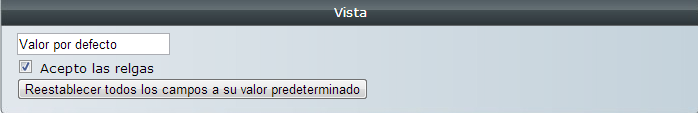 Vista
Valor por defecto
Acepto las relgas
Reestablecer todos los campos a su valor predeterminado